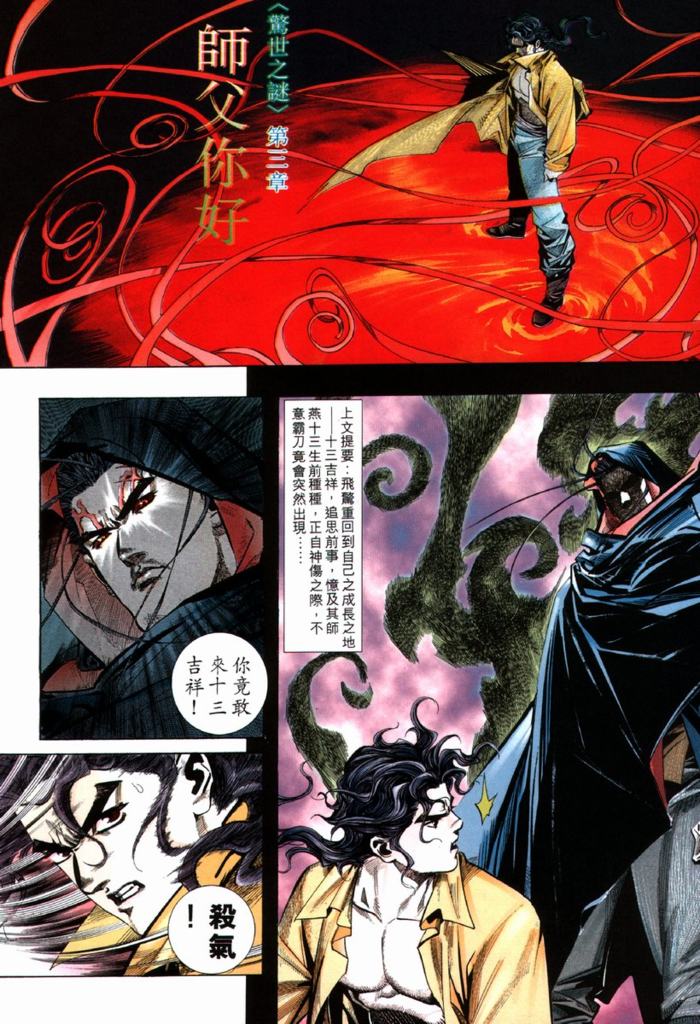 〈驚世之謎〉第三章
師父你好
上文提要：飛鷲重回到自己之成長之地
——十三吉祥，追思前事，憶及其師
燕十三生前種種，正自神傷之際，不
意霸刀竟會突然出現……
你竟敢
來十三
吉祥！
殺氣
！